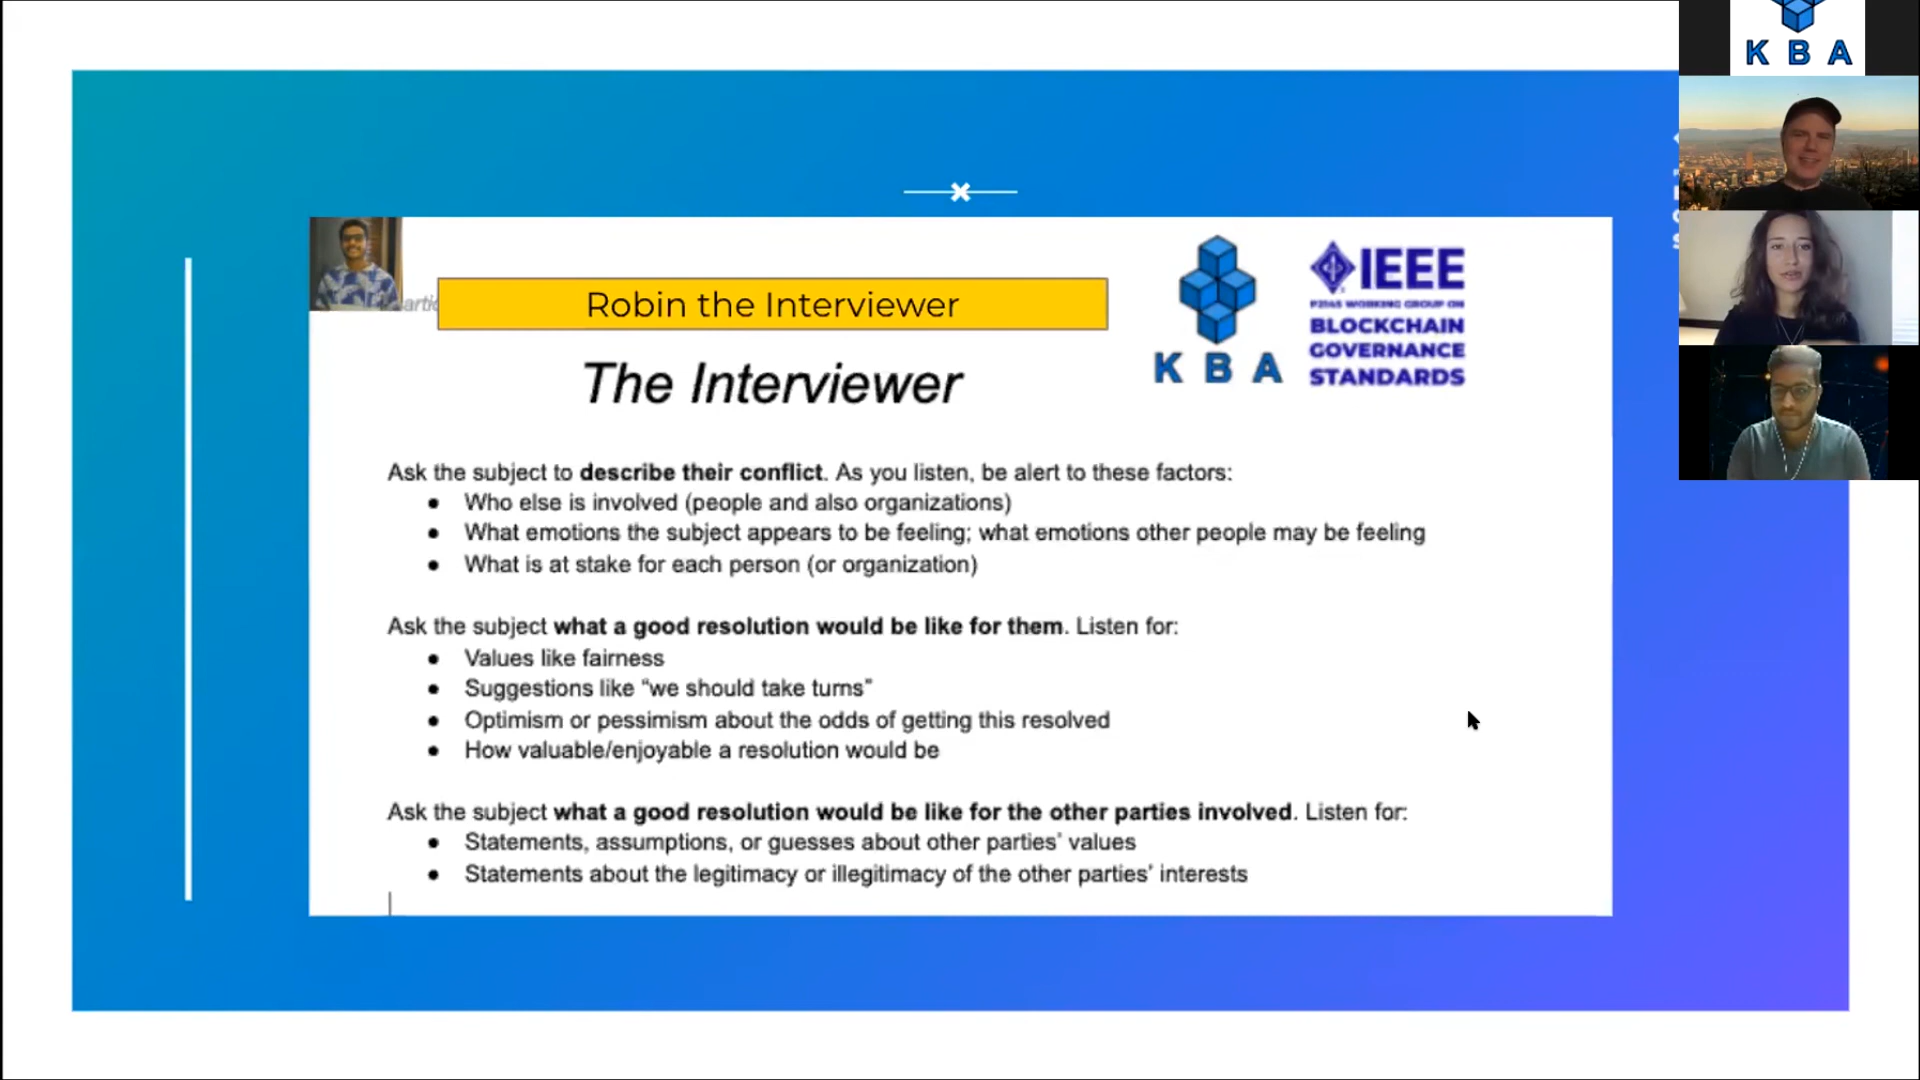 K B A
artic
Robin the Interviewer
The Interviewer
K B A
IEEE
P2145 WORKING GROUP ON
BLOCKCHAIN
GOVERNANCE
STANDARDS
Ask the subject to describe their conflict. As you listen, be alert to these factors:
● Who else is involved (people and also organizations)
● What emotions the subject appears to be feeling; what emotions other people may be feeling
● What is at stake for each person (or organization)
Ask the subject what a good resolution would be like for them. Listen for:
● Values like fairness
● Suggestions like “we should take turns”
● Optimism or pessimism about the odds of getting this resolved
● How valuable/enjoyable a resolution would be
Ask the subject what a good resolution would be like for the other parties involved. Listen for:
● Statements, assumptions, or guesses about other parties’ values
● Statements about the legitimacy or illegitimacy of the other parties’ interests